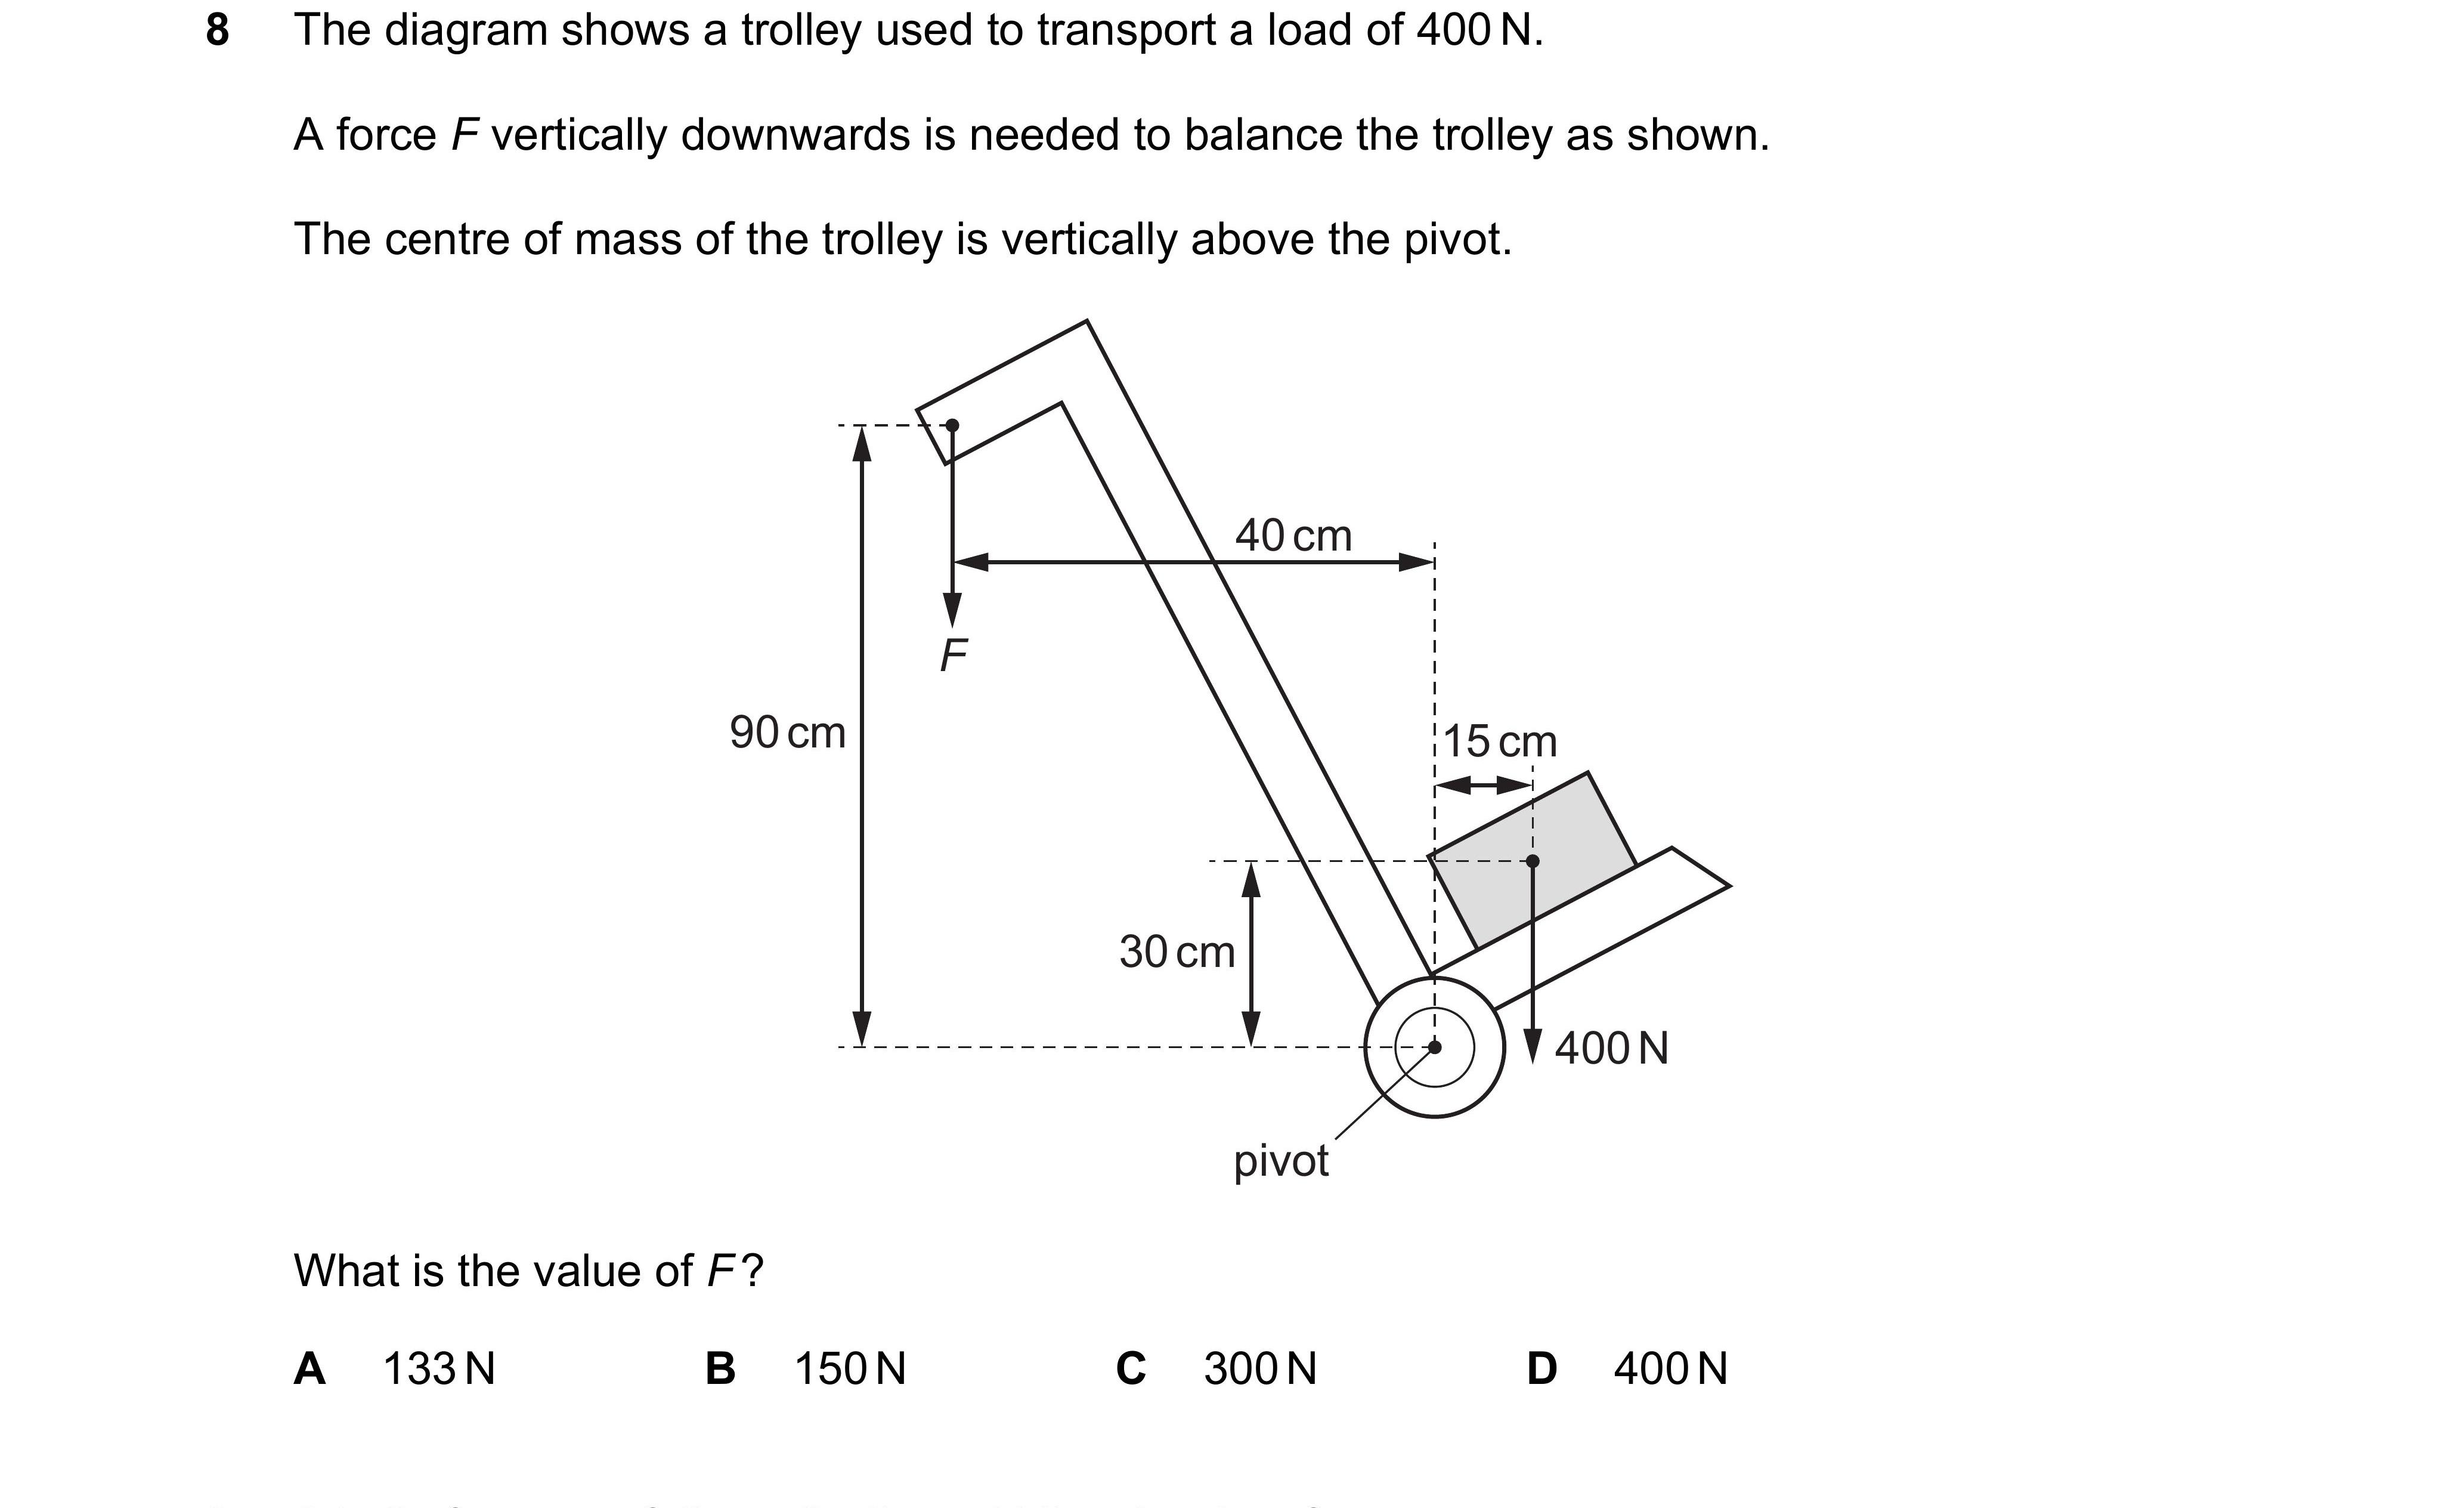 8 The diagram shows a trolley used to transport a load of 400 N.
A force F vertically downwards is needed to balance the trolley as shown.
The centre of mass of the trolley is vertically above the pivot.
40 cm
F
90 cm
15 cm
30 cm
400 N
pivot
What is the value of F?
A 133 N B 150 N C 300 N D 400 N